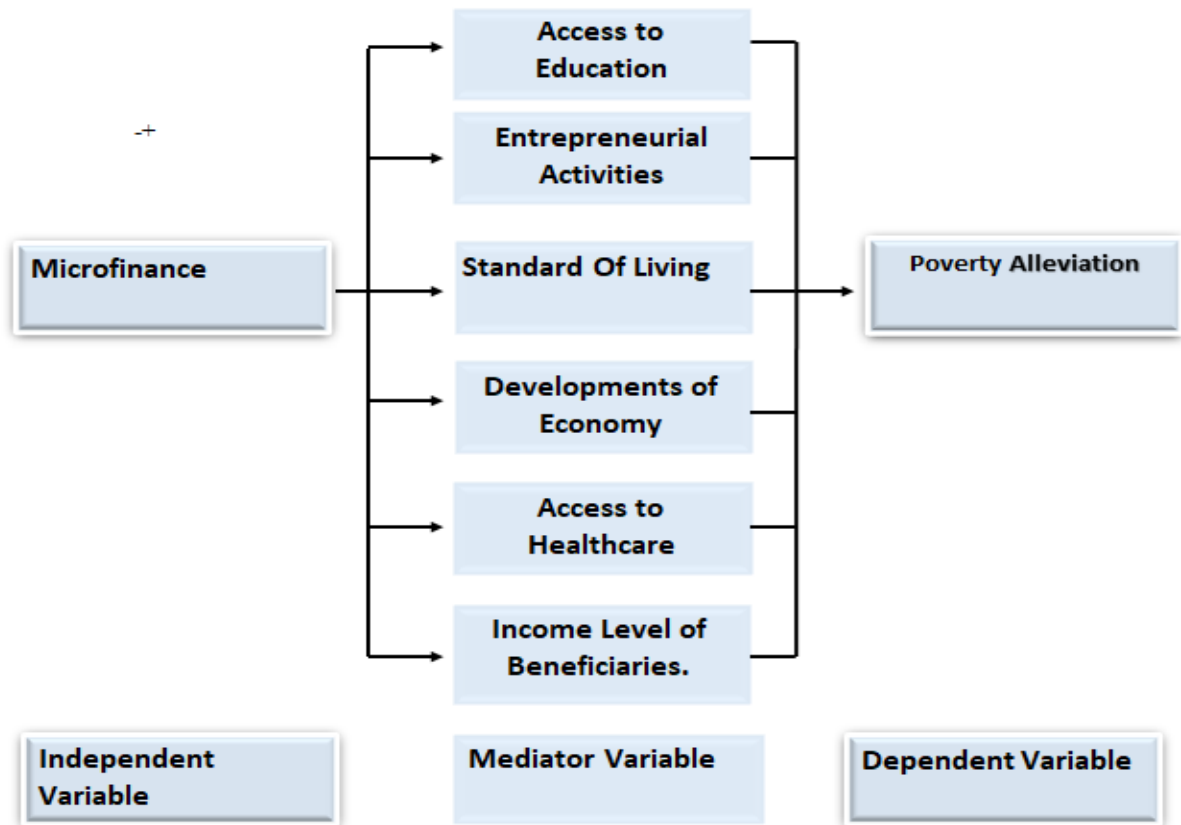 Access to
Education
-+
Entrepreneurial
Activities
Microfinance
Standard Of Living
Poverty Alleviation
Developments of
Economy
Access to
Healthcare
Income Level of
Beneficiaries.
Independent
Variable
Mediator Variable
Dependent Variable